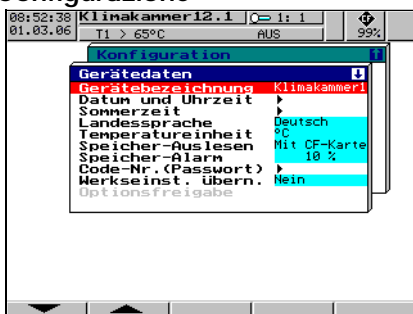 08:52:38 Klimakammer12.1 1: 1
01.03.06 T1 > 65°C AUS 99%
Konfiguration
Gerätedaten
Gerätebezeichnung Klimakammer1
Datum und Uhrzeit
Sommerzeit
Landessprache Deutsch
Temperatureinheit °C
Speicher-Auslesen Mit CF-Karte
Speicher-Alarm 10 %
Code-Nr.(Passwort)
Werkseinst. übern. Nein
Optionsfreigabe